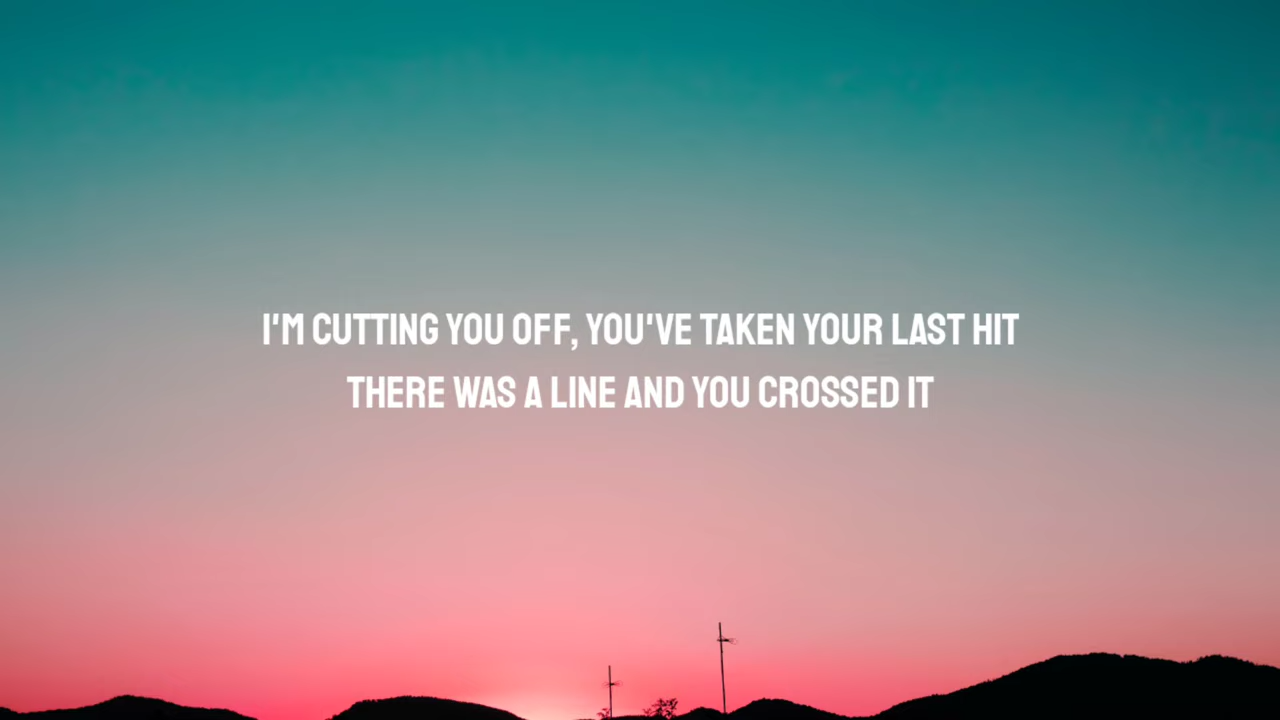 I'M CUTTING YOU OFF, YOU'VE TAKEN YOUR LAST HIT
THERE WAS A LINE AND YOU CROSSED IT